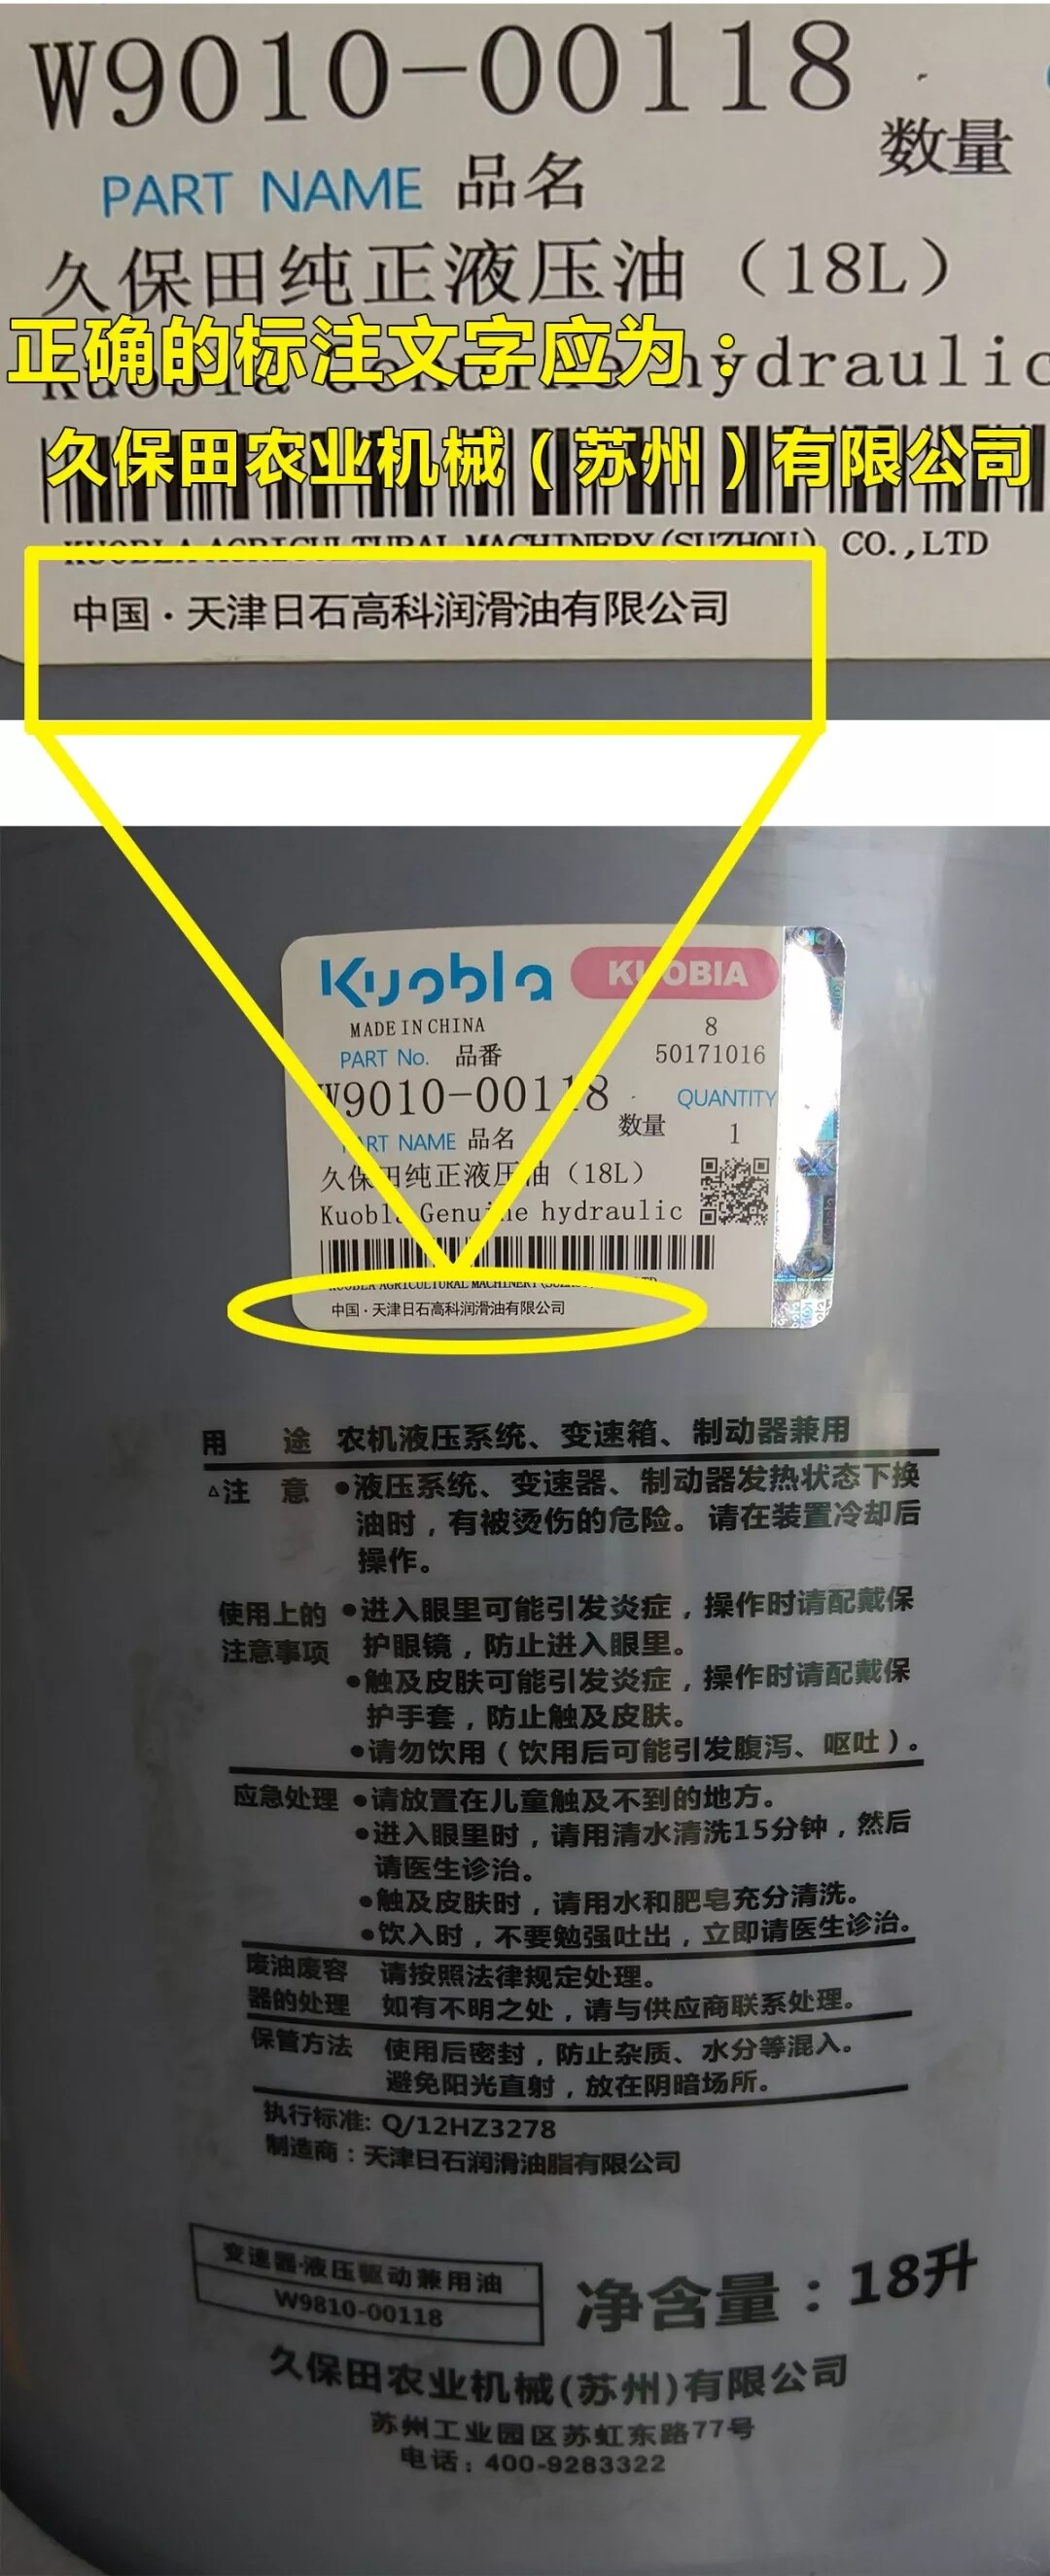 W9010-00118
数量
PART NAME 品名
久保田纯正液压油（18L）
正确的标注文字应为：
Kuobla Genuine hydraulic
久保田农业机械（苏州）有限公司
KUOBLA AGRICULTURAL MACHINERY(SUZHOU) CO.,LTD
中国·天津日石高科润滑油有限公司
Kuobla KUOBIA
MADE IN CHINA 8
PART No. 品番 50171016
W9010-00118 QUANTITY
数量 1
PART NAME 品名
久保田纯正液压油（18L）
Kuobla Genuine hydraulic
KUOBLA AGRICULTURAL MACHINERY(SUZHOU) CO.,LTD
中国·天津日石高科润滑油有限公司
用 途 农机液压系统、变速箱、制动器兼用
△注 意 ●液压系统、变速器、制动器发热状态下换
油时，有被烫伤的危险。请在装置冷却后
操作。
使用上的 ●进入眼里可能引发炎症，操作时请配戴保
注意事项 护眼镜，防止进入眼里。
●触及皮肤可能引发炎症，操作时请配戴保
护手套，防止触及皮肤。
●请勿饮用（饮用后可能引发腹泻、呕吐）。
应急处理 ●请放置在儿童触及不到的地方。
●进入眼里时，请用清水清洗15分钟，然后
请医生诊治。
●触及皮肤时，请用水和肥皂充分清洗。
●饮入时，不要勉强吐出，立即请医生诊治。
废油废容 请按照法律规定处理。
器的处理 如有不明之处，请与供应商联系处理。
保管方法 使用后密封，防止杂质、水分等混入。
避免阳光直射，放在阴暗场所。
执行标准: Q/12HZ3278
制造商：天津日石润滑油脂有限公司
变速器·液压驱动兼用油
W9810-00118
净含量：18升
久保田农业机械(苏州)有限公司
苏州工业园区苏虹东路77号
电话：400-9283322